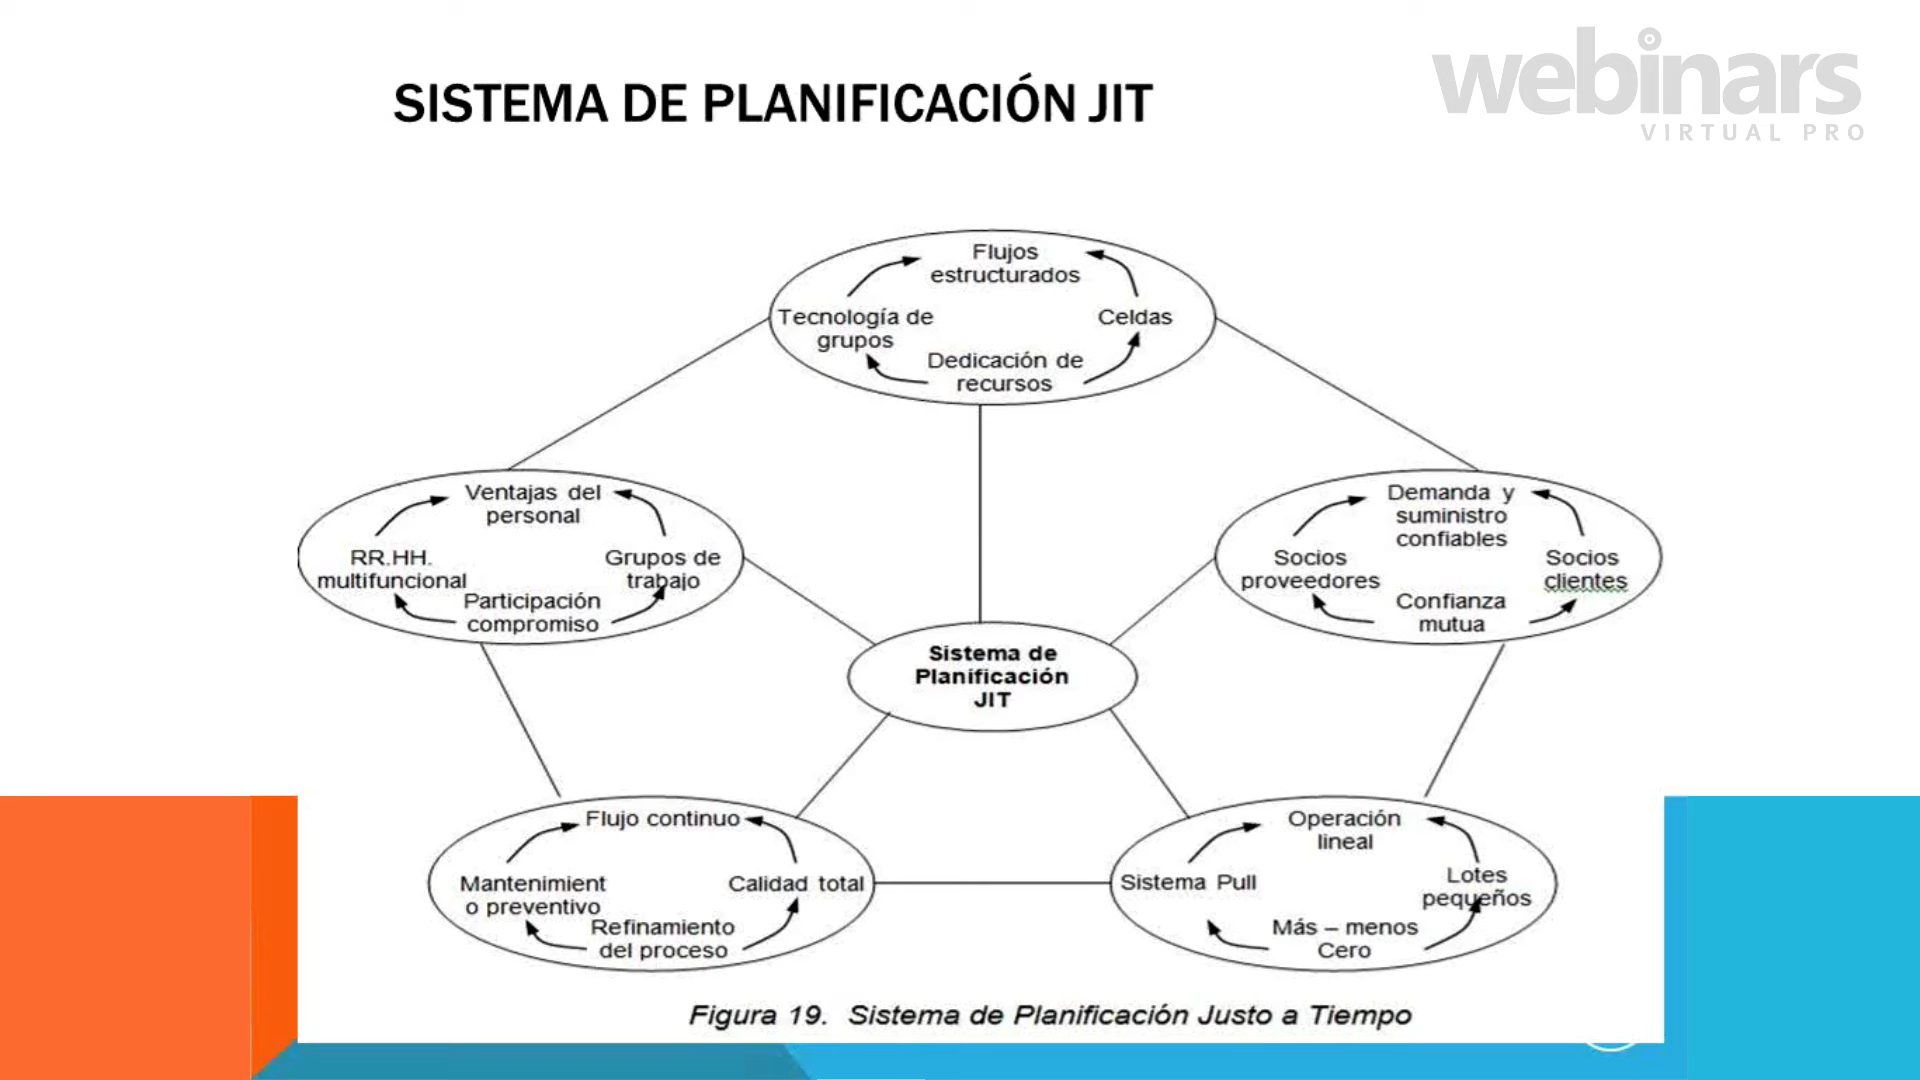 webinars
VIRTUAL PRO
SISTEMA DE PLANIFICACIÓN JIT
Flujos
estructurados
Tecnología de
grupos
Celdas
Dedicación de
recursos
Ventajas del
personal
RR.HH.
multifuncional
Grupos de
trabajo
Participación
compromiso
Demanda y
suministro
confiables
Socios
proveedores
Socios
clientes
Confianza
mutua
Sistema de
Planificación
JIT
Flujo continuo
Mantenimient
o preventivo
Calidad total
Refinamiento
del proceso
Operación
lineal
Sistema Pull
Lotes
pequeños
Más – menos
Cero
Figura 19. Sistema de Planificación Justo a Tiempo